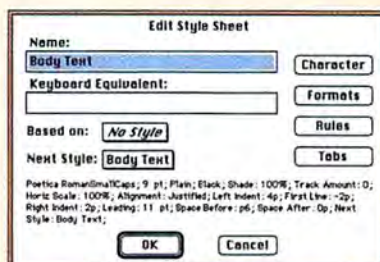 Edit Style Sheet
Name:
Body Text
Character
Keyboard Equivalent:
Formats
Based on: No Style
Rules
Next Style: Body Text
Tabs
Poetica RomanSmallCaps; 9 pt; Plain; Black; Shade: 100%; Track Amount: 0;
Horiz Scale: 100%; Alignment: Justified; Left Indent: 4p; First Line: -2p;
Right Indent: 2p; Leading: 11 pt; Space Before: p6; Space After: 0p; Next
Style: Body Text;
OK
Cancel